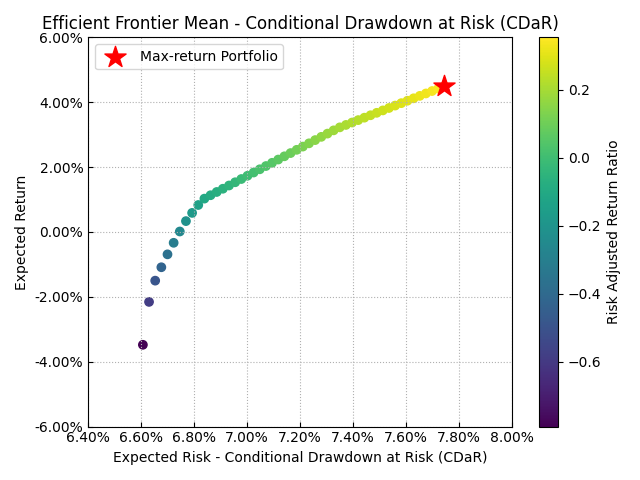 Efficient Frontier Mean - Conditional Drawdown at Risk (CDaR)
6.00%
4.00%
2.00%
0.00%
-2.00%
-4.00%
-6.00%
Expected Return
Max-return Portfolio
6.40% 6.60% 6.80% 7.00% 7.20% 7.40% 7.60% 7.80% 8.00%
Expected Risk - Conditional Drawdown at Risk (CDaR)
0.2
0.0
−0.2
−0.4
−0.6
Risk Adjusted Return Ratio